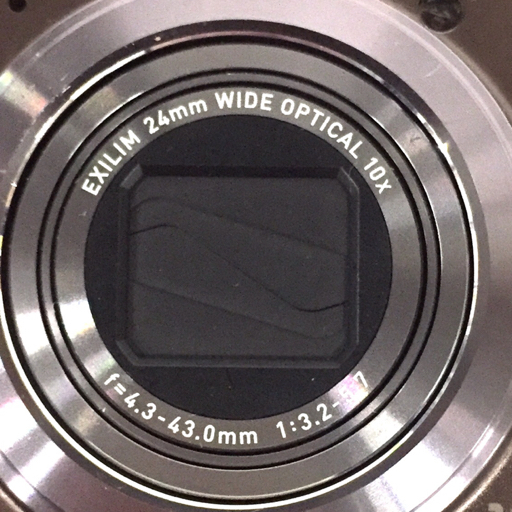 EXILIM 24mm WIDE OPTICAL 10x
f=4.3-43.0mm 1:3.2-